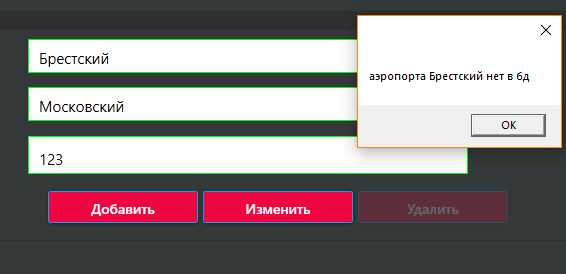 Брестский
аэропорта Брестский нет в бд
Московский
OK
123
Добавить
Изменить
Удалить